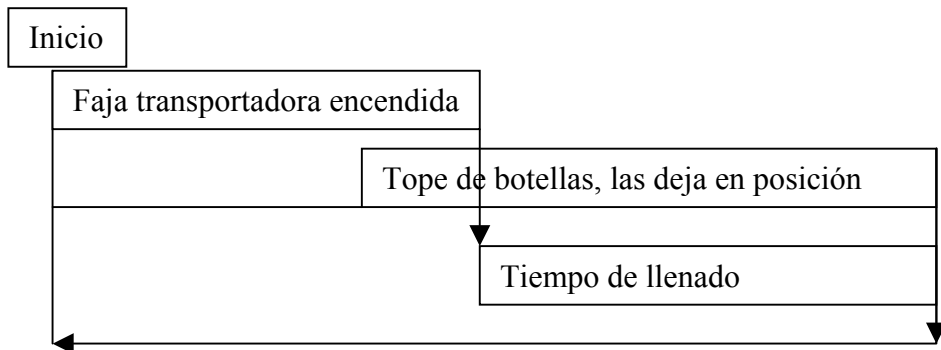 Inicio
Faja transportadora encendida
Tope de botellas, las deja en posición
Tiempo de llenado